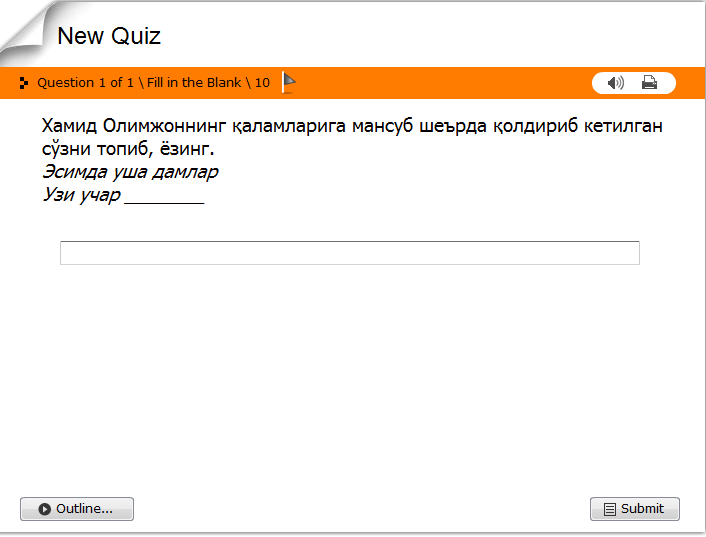 New Quiz
Question 1 of 1 \ Fill in the Blank \ 10
Хамид Олимжоннинг қаламларига мансуб шеърда қолдириб кетилган
сўзни топиб, ёзинг.
Эсимда уша дамлар
Узи учар ________
Outline...
Submit